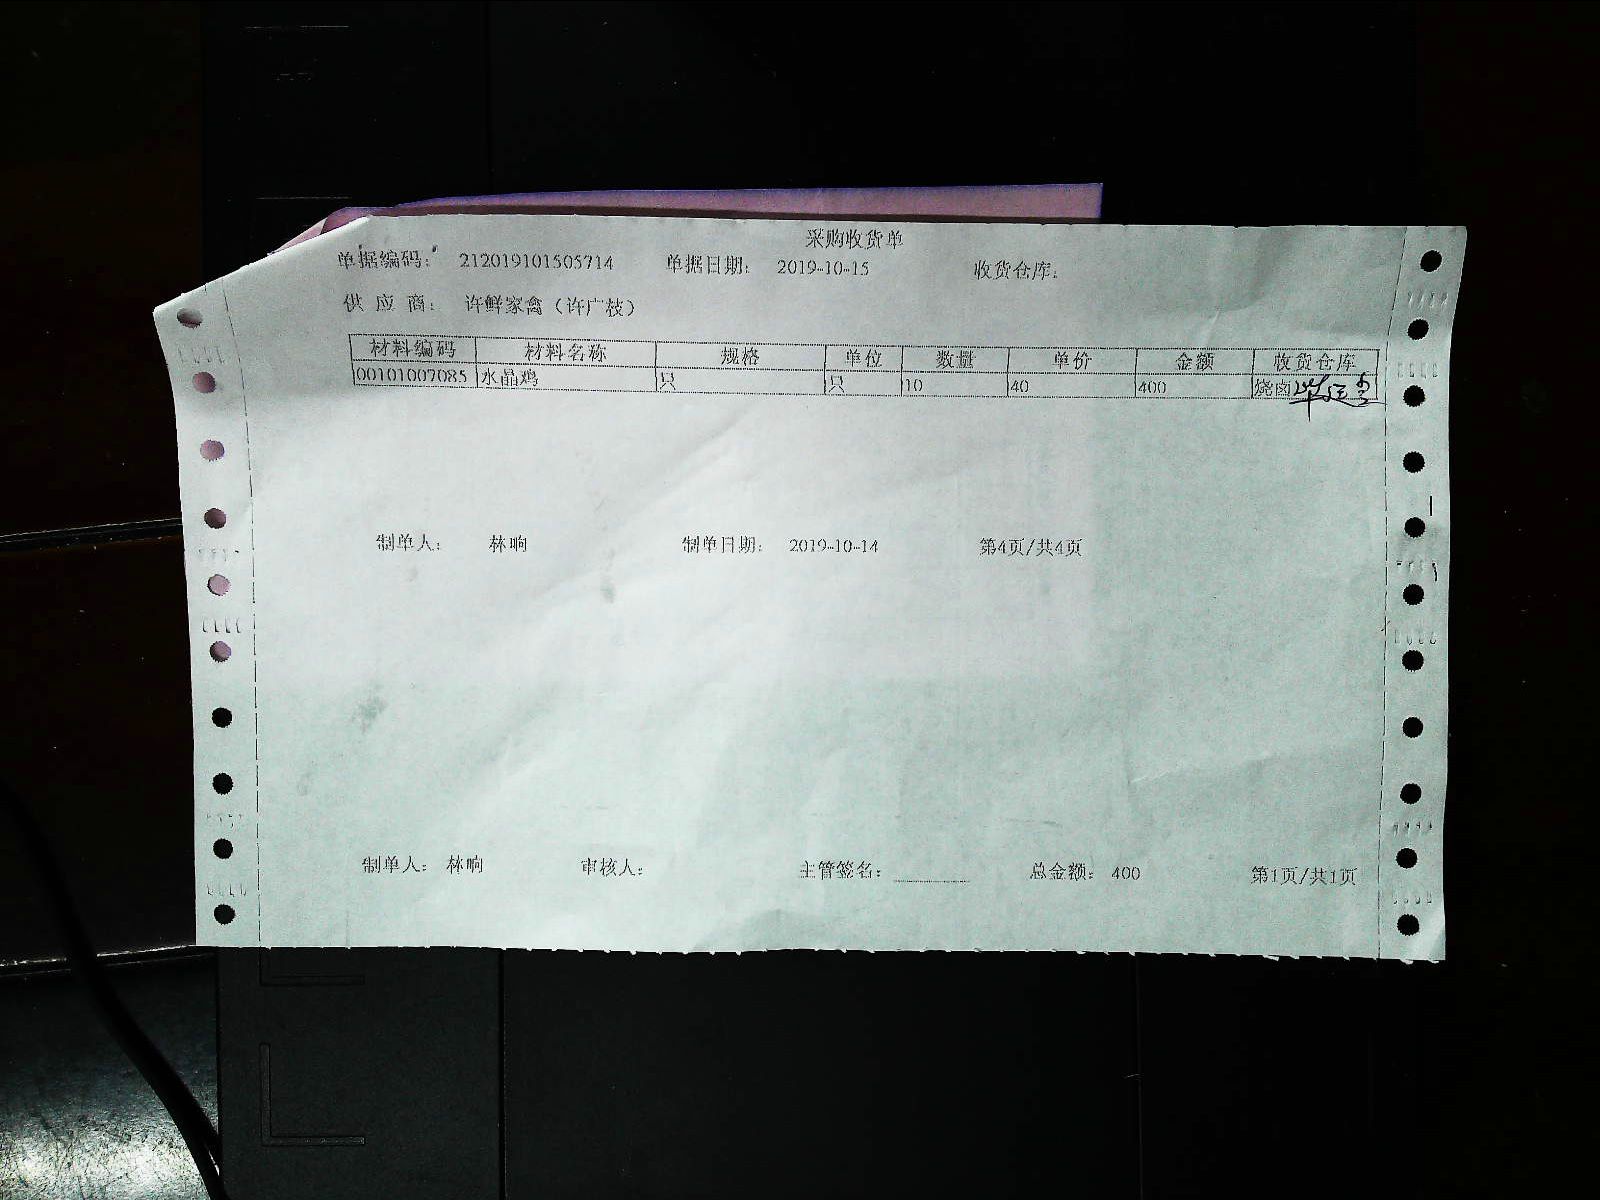 采购收货单
单据编码： 212019101505714 单据日期： 2019-10-15 收货仓库：
供 应 商： 许鲜家禽（许广枝）
材料编码 材料名称 规格 单位 数量 单价 金额 收货仓库
00101007085 水晶鸡 只 只 10 40 400 烧卤
制单人： 林响 制单日期： 2019-10-14 第4页/共4页
制单人： 林响 审核人： 主管签名： 总金额： 400 第1页/共1页